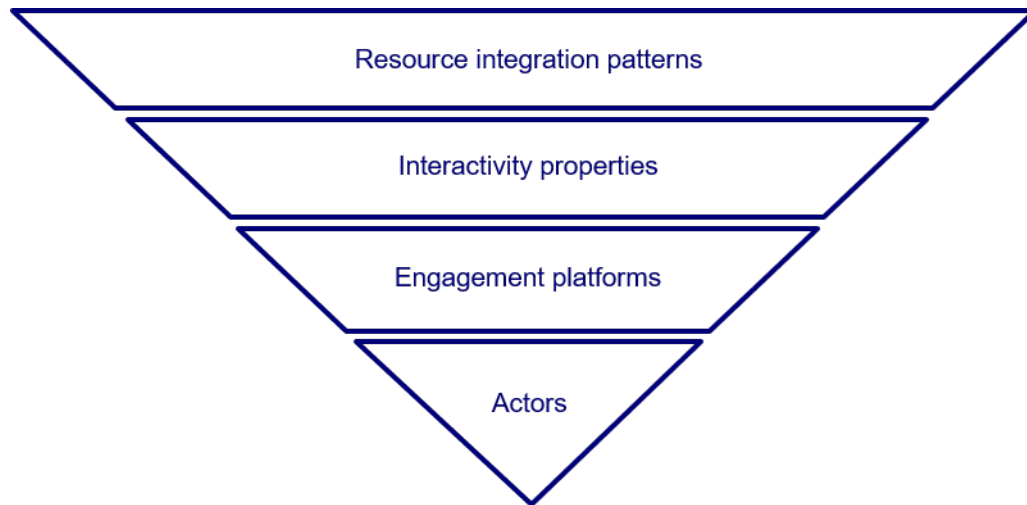 Resource integration patterns
Interactivity properties
Engagement platforms
Actors